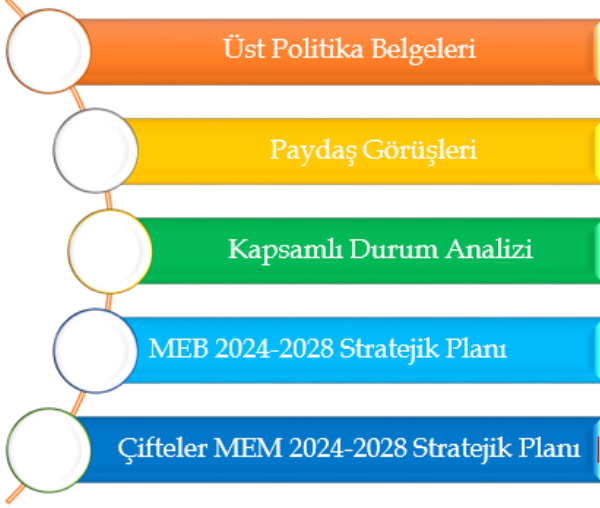 Üst Politika Belgeleri
Paydaş Görüşleri
Kapsamlı Durum Analizi
MEB 2024-2028 Stratejik Planı
Çifteler MEM 2024-2028 Stratejik Planı